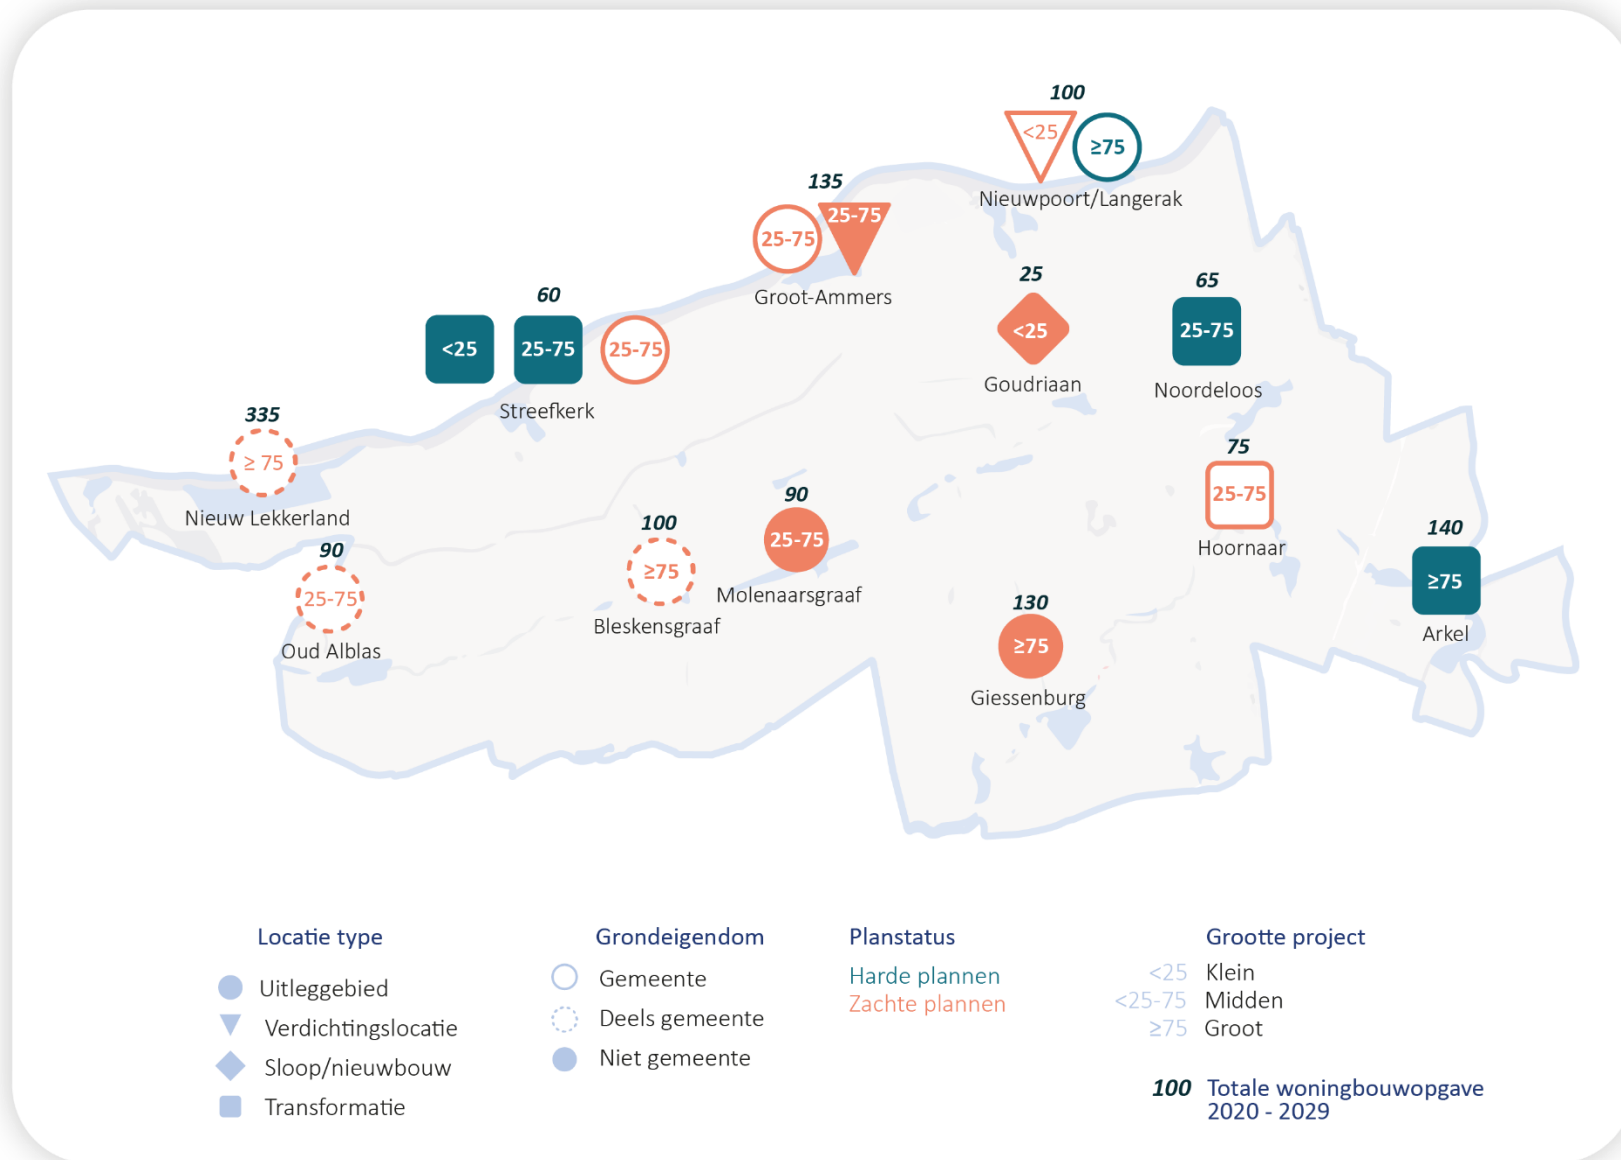 100
<25
≥75
Nieuwpoort/Langerak
135
25-75
25-75
Groot-Ammers
25
<25
Goudriaan
65
25-75
Noordeloos
60
<25
25-75
25-75
Streefkerk
335
≥ 75
Nieuw Lekkerland
75
25-75
Hoornaar
90
25-75
Molenaarsgraaf
100
≥75
Bleskensgraaf
140
≥75
Arkel
90
25-75
Oud Alblas
130
≥75
Giessenburg
Locatie type
Uitleggebied
Verdichtingslocatie
Sloop/nieuwbouw
Transformatie
Grondeigendom
Gemeente
Deels gemeente
Niet gemeente
Planstatus
Harde plannen
Zachte plannen
Grootte project
<25 Klein
<25-75 Midden
≥75 Groot
100 Totale woningbouwopgave
2020 - 2029